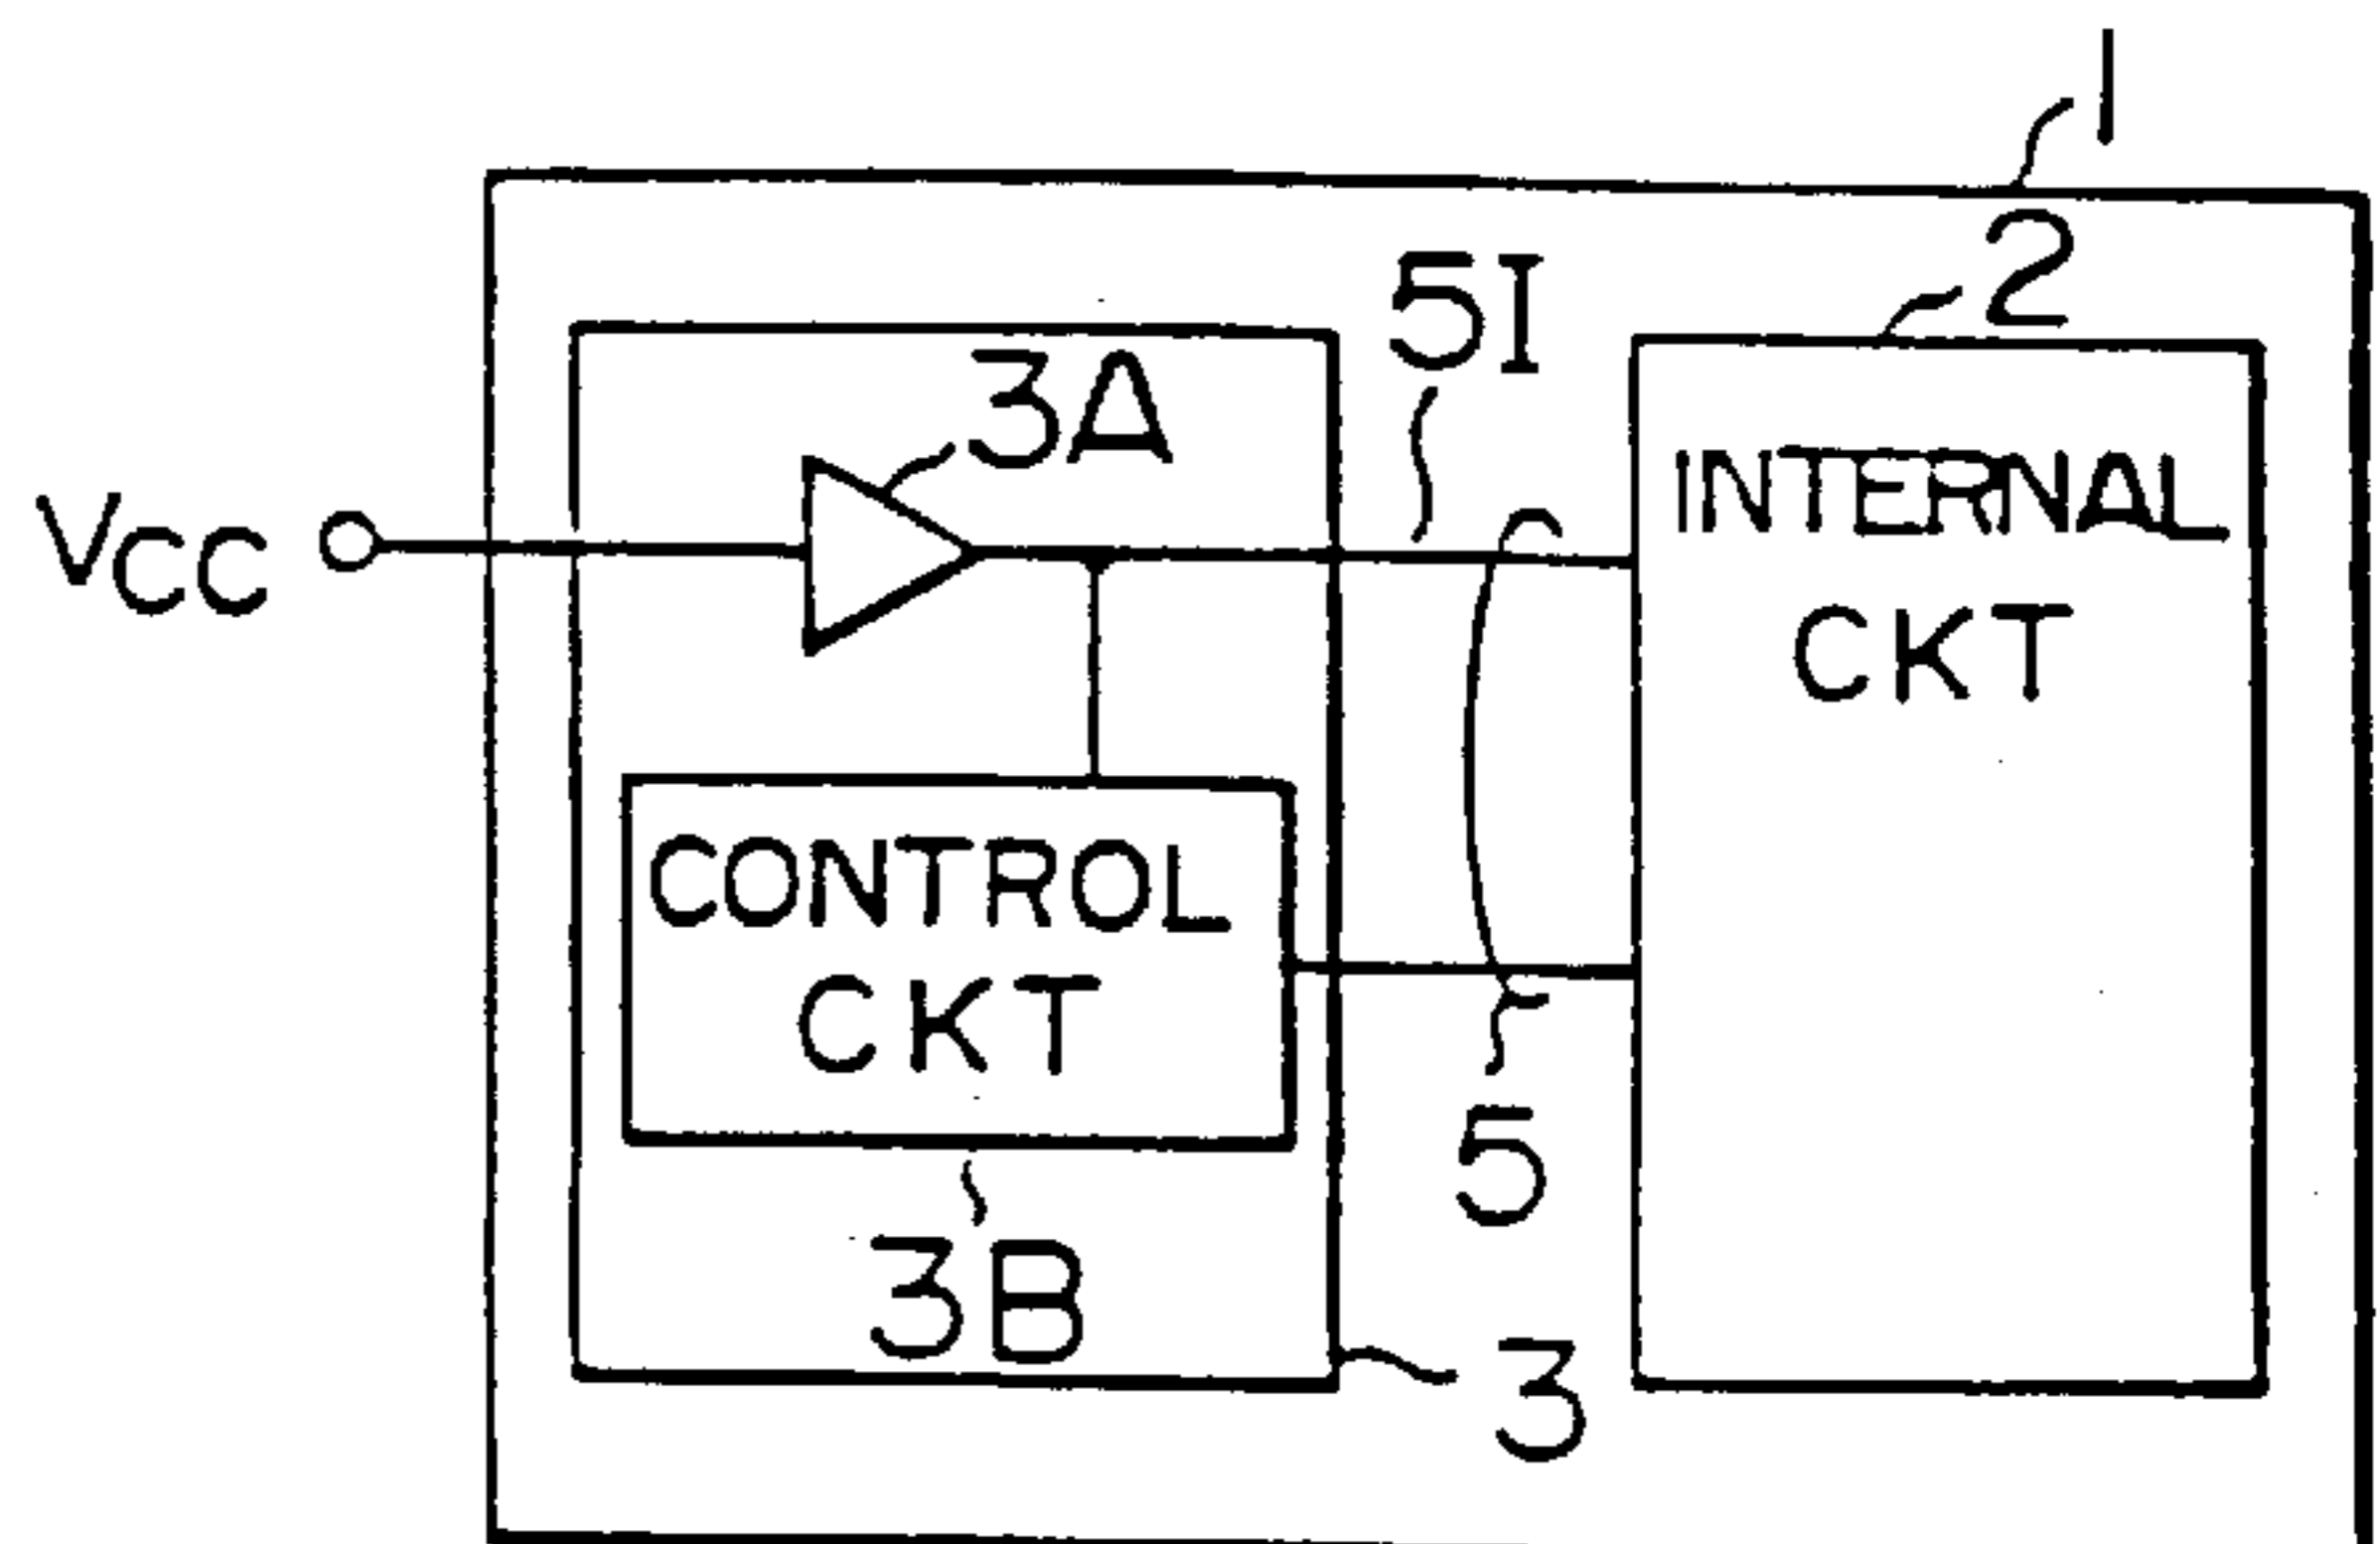 1
2
5I
3A
VCC
INTERNAL
CKT
CONTROL
CKT
5
3B
3